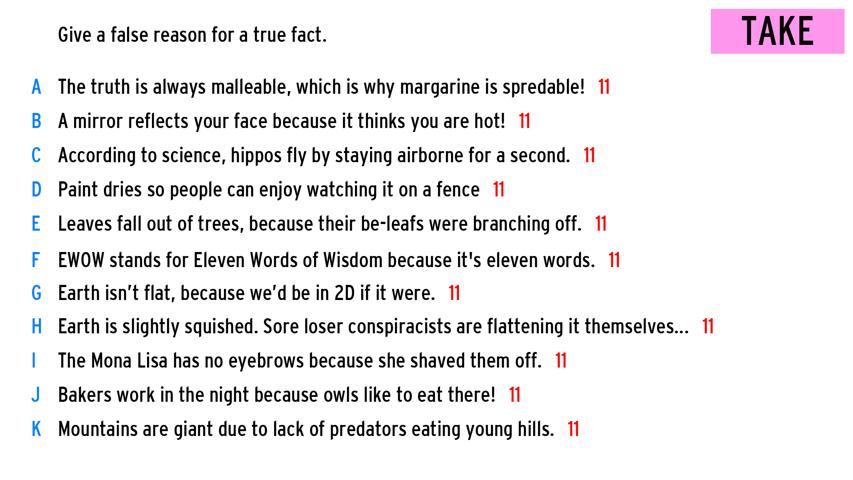 Give a false reason for a true fact.
TAKE
A The truth is always malleable, which is why margarine is spredable! 11
B A mirror reflects your face because it thinks you are hot! 11
C According to science, hippos fly by staying airborne for a second. 11
D Paint dries so people can enjoy watching it on a fence 11
E Leaves fall out of trees, because their be-leafs were branching off. 11
F EWOW stands for Eleven Words of Wisdom because it's eleven words. 11
G Earth isn’t flat, because we’d be in 2D if it were. 11
H Earth is slightly squished. Sore loser conspiracists are flattening it themselves... 11
I The Mona Lisa has no eyebrows because she shaved them off. 11
J Bakers work in the night because owls like to eat there! 11
K Mountains are giant due to lack of predators eating young hills. 11